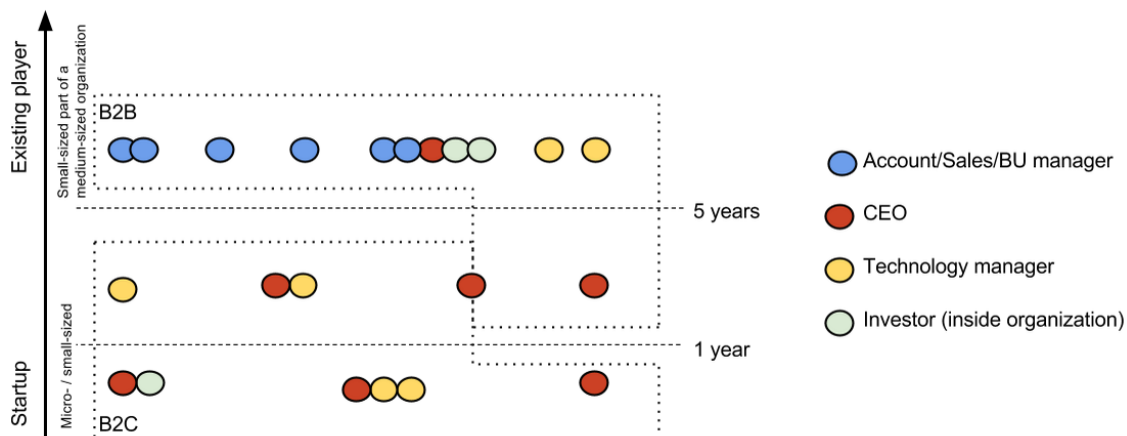 Existing player
Small-sized part of a
medium-sized organization
B2B
Account/Sales/BU manager
5 years
CEO
Technology manager
Investor (inside organization)
1 year
Startup
Micro- / small-sized
B2C